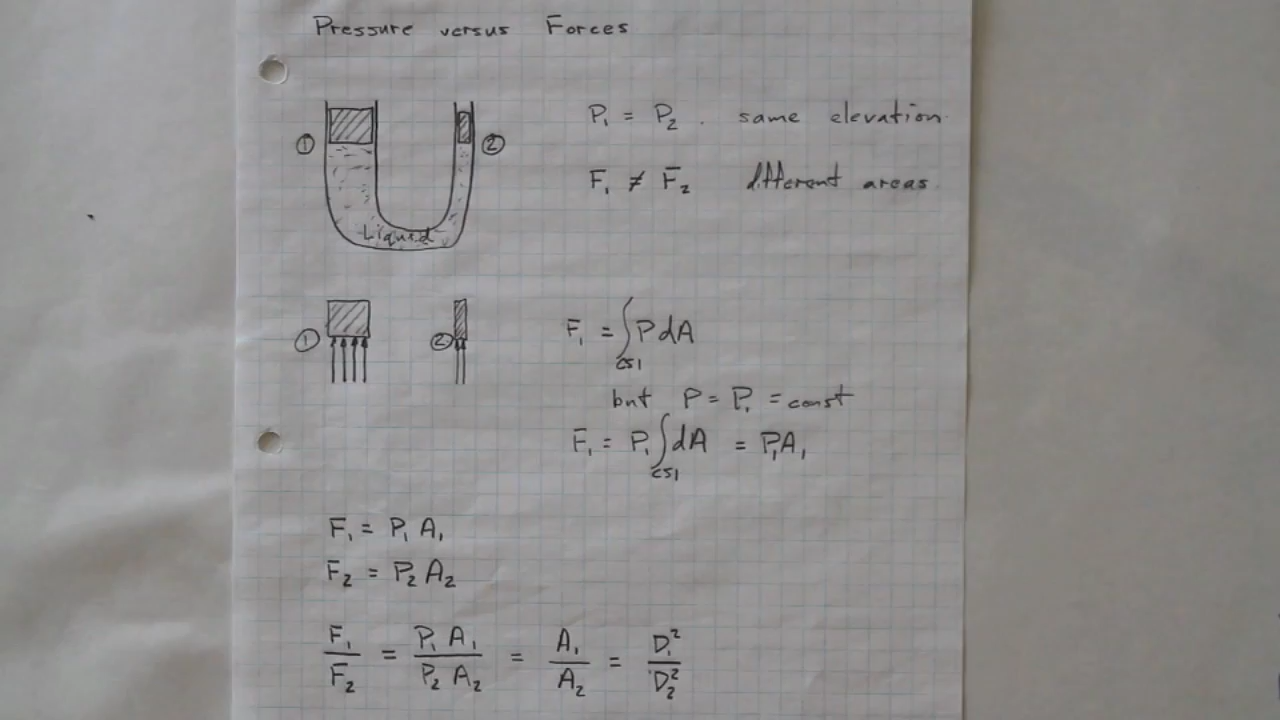 Pressure versus Forces
① ② P₁ = P₂ . same elevation.
F₁ ≠ F₂ different areas.
Liquid
① ② F₁ = ∫_CS1 P dA
but P = P₁ = const
F₁ = P₁ ∫_CS1 dA = P₁A₁
F₁ = P₁ A₁
F₂ = P₂ A₂
F₁/F₂ = P₁ A₁/P₂ A₂ = A₁/A₂ = D₁²/D₂²